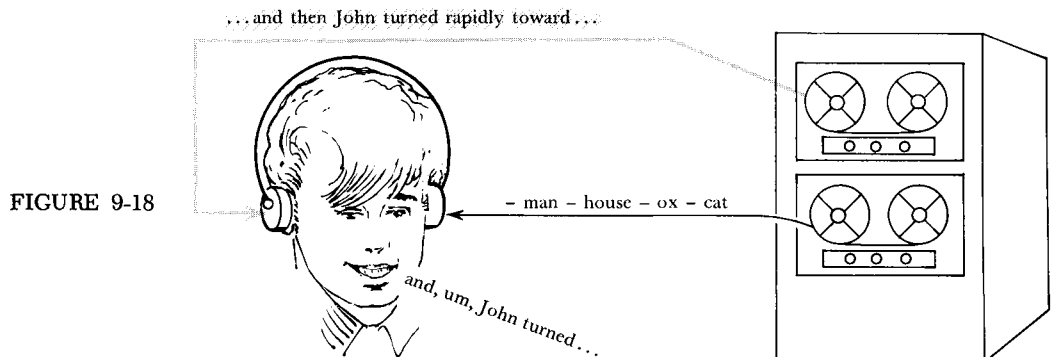 ...and then John turned rapidly toward...
FIGURE 9-18
– man – house – ox – cat
and, um, John turned...